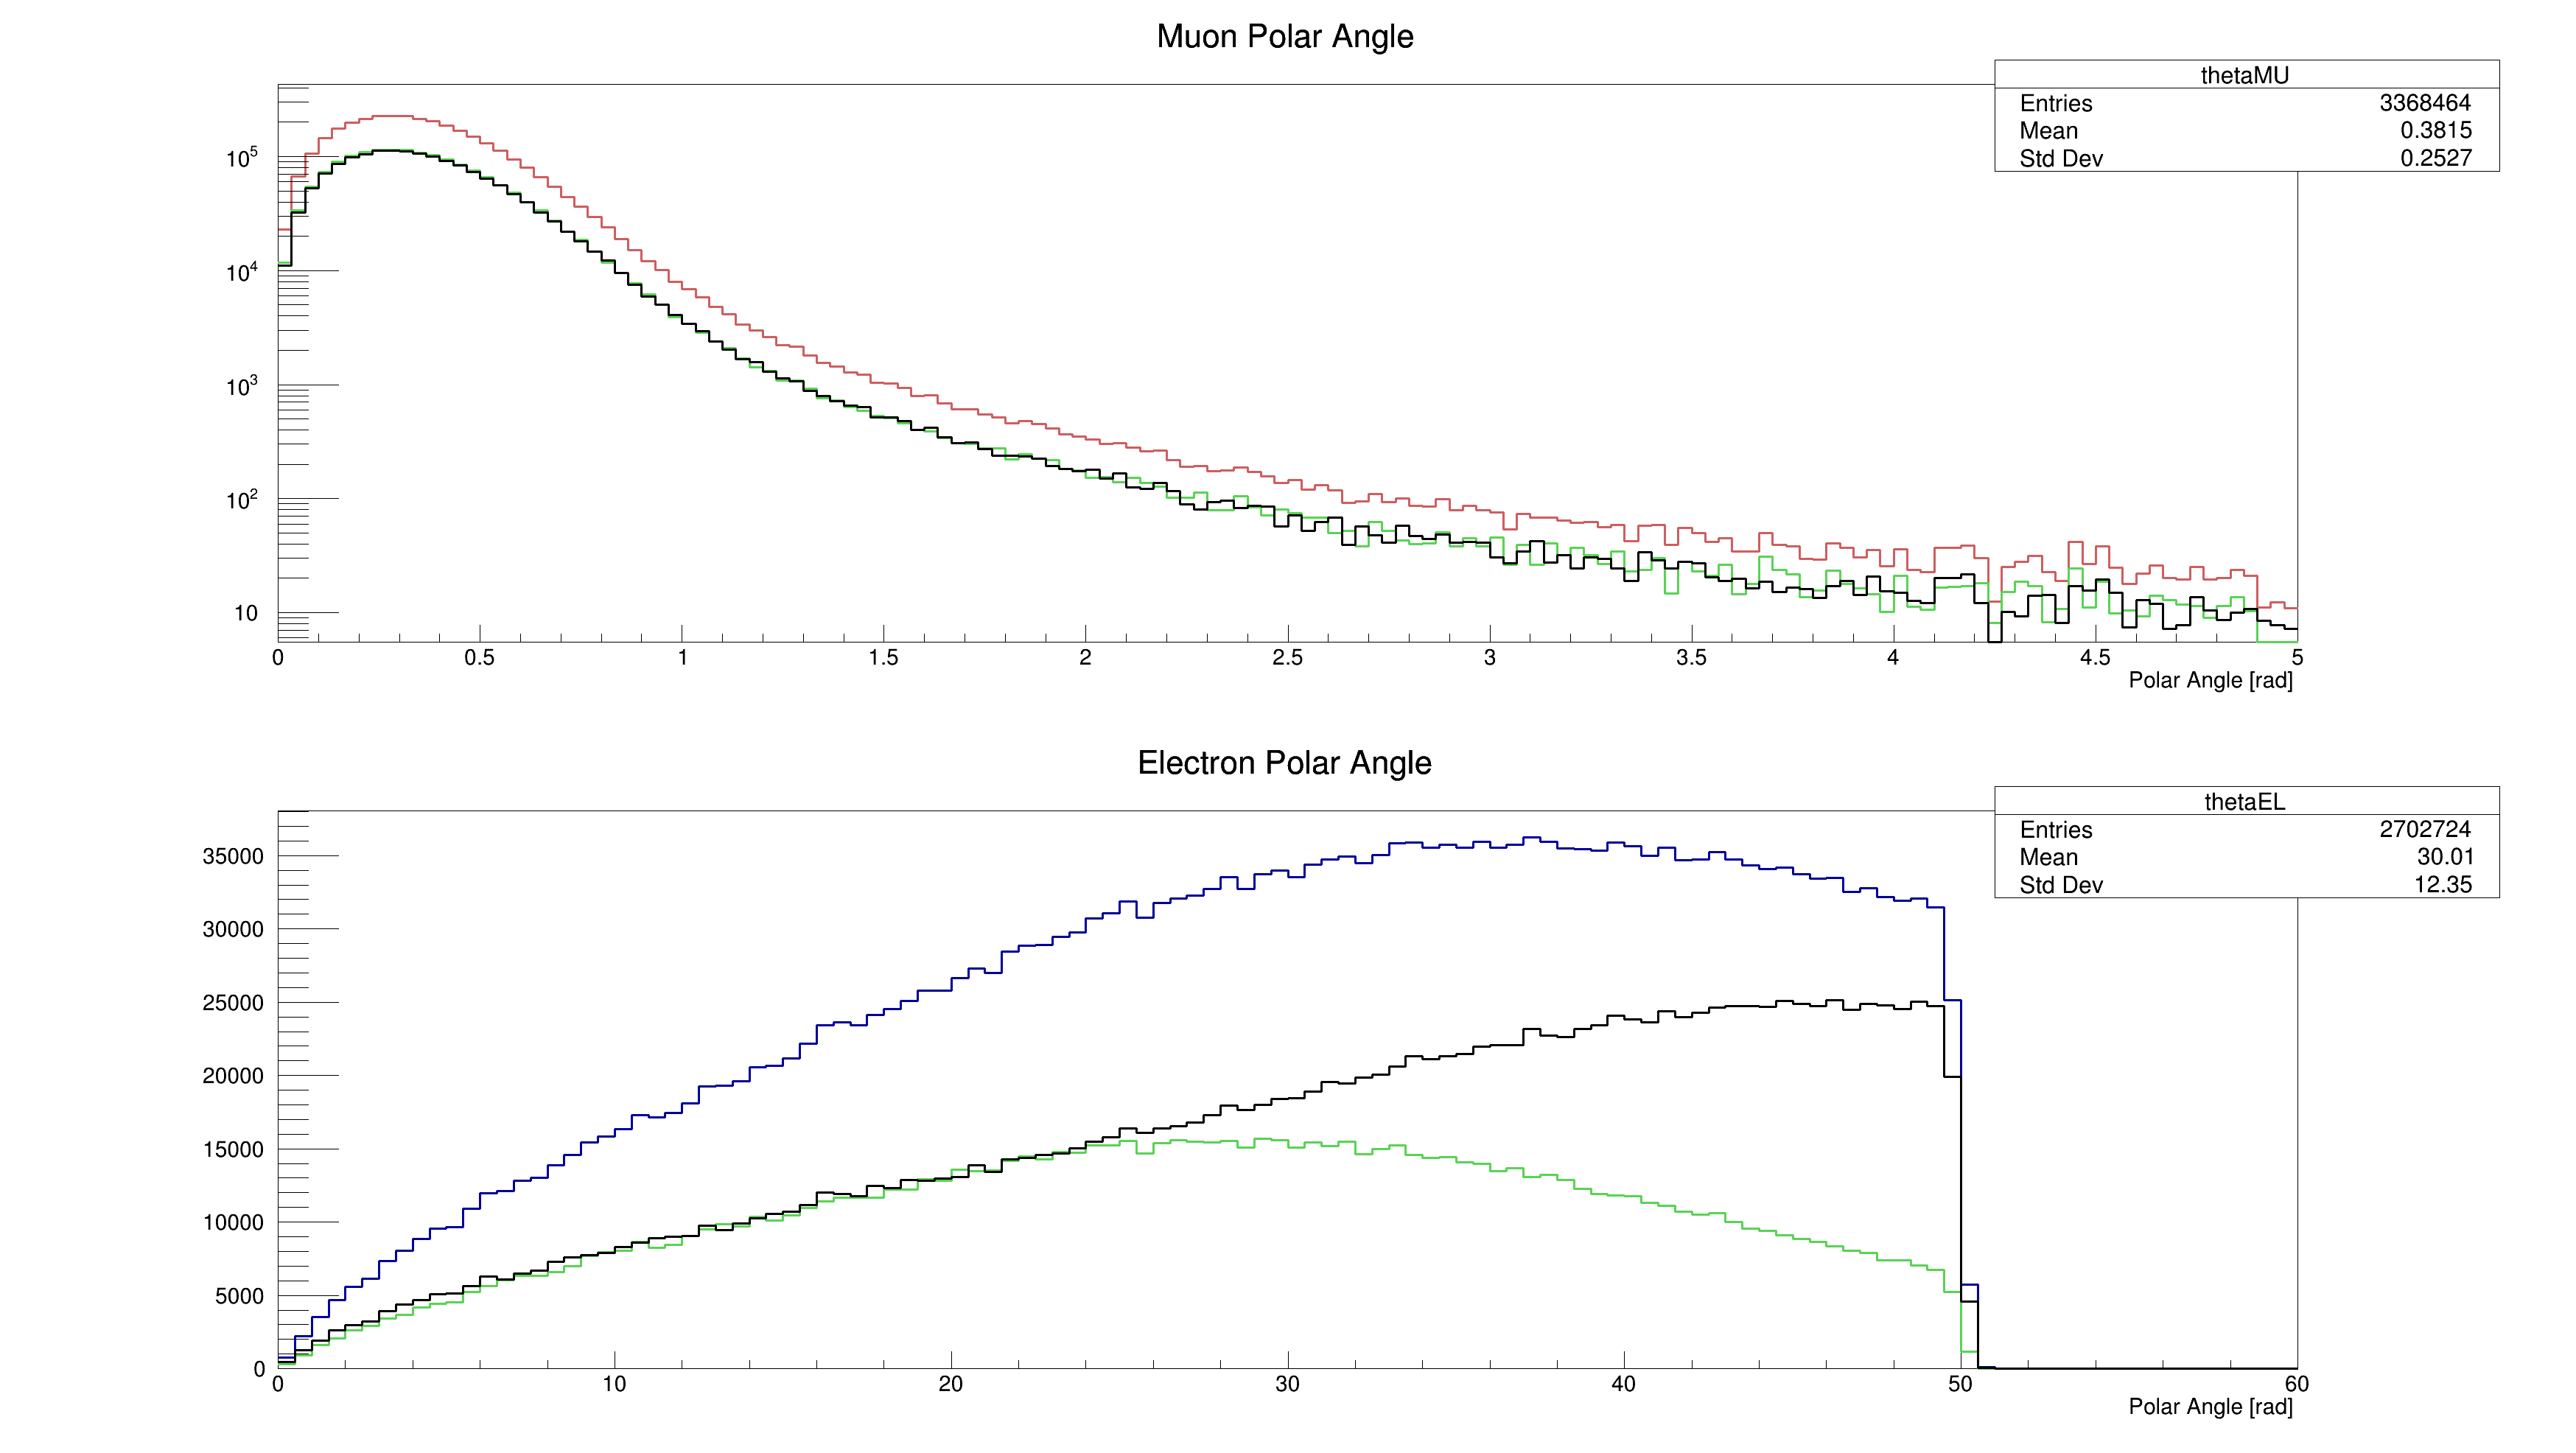 Muon Polar Angle
thetaMU
Entries 3368464
Mean 0.3815
Std Dev 0.2527
10^5
10^4
10^3
10^2
10
0 0.5 1 1.5 2 2.5 3 3.5 4 4.5 5
Polar Angle [rad]
Electron Polar Angle
thetaEL
Entries 2702724
Mean 30.01
Std Dev 12.35
35000
30000
25000
20000
15000
10000
5000
0
0 10 20 30 40 50 60
Polar Angle [rad]